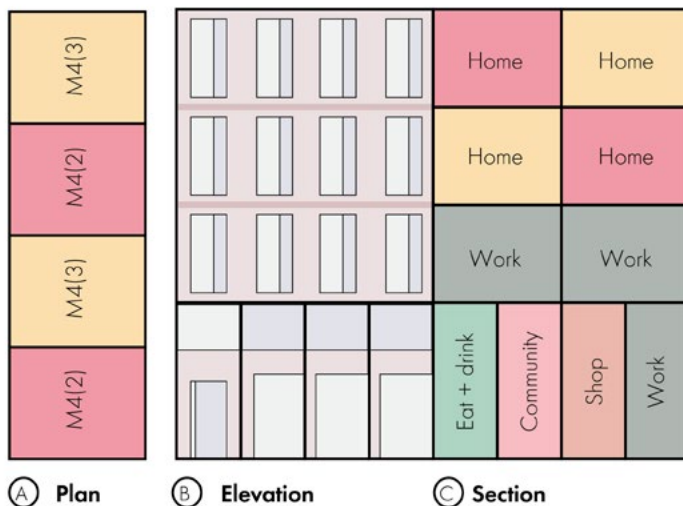 M4(3)
M4(2)
M4(3)
M4(2)
Home
Home
Home
Home
Work
Work
Eat + drink
Community
Shop
Work
A Plan
B Elevation
C Section